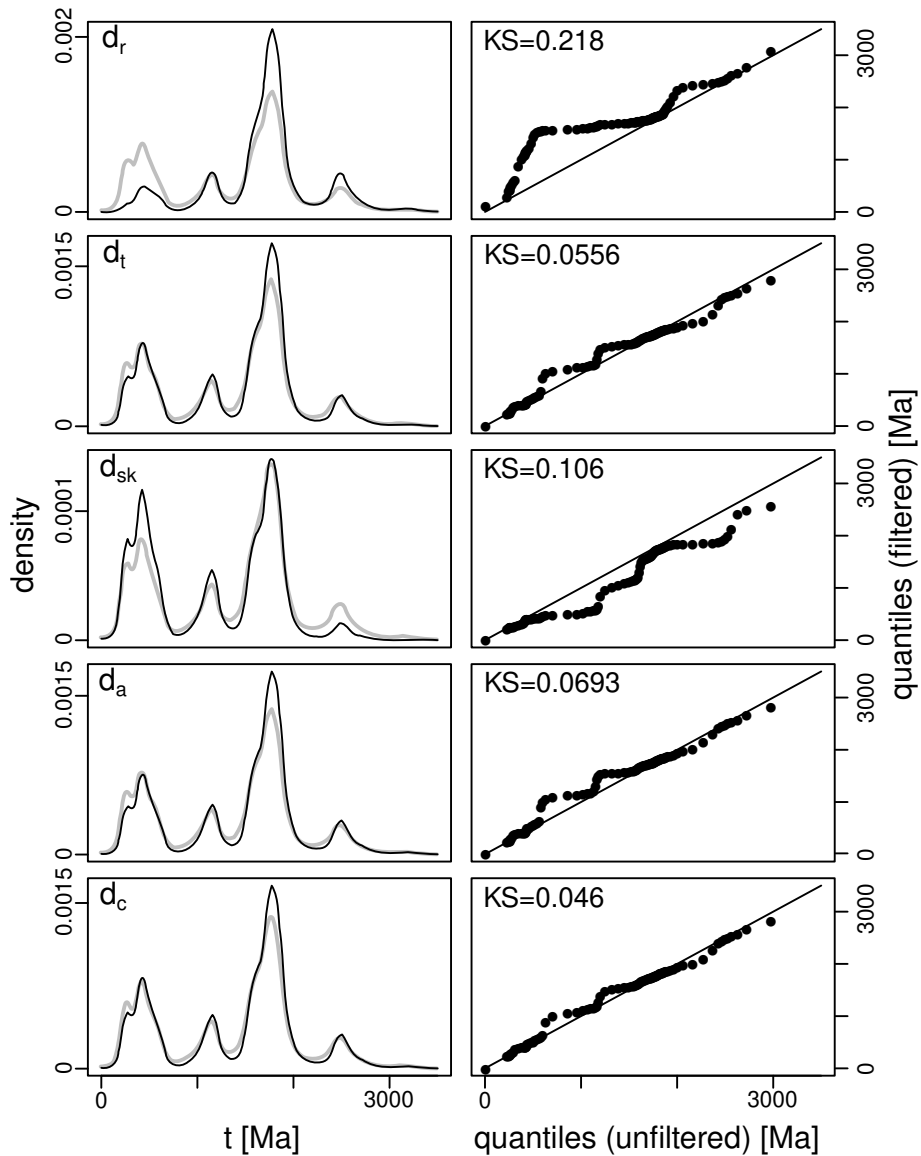 0.002
0
d_r
KS=0.218
3000
0
0.0015
0
d_t
KS=0.0556
3000
0
0.0001
0
d_sk
KS=0.106
3000
0
0.0015
0
d_a
KS=0.0693
3000
0
0.0015
0
d_c
KS=0.046
3000
0
density
quantiles (filtered) [Ma]
0 3000
0 3000
t [Ma]
quantiles (unfiltered) [Ma]